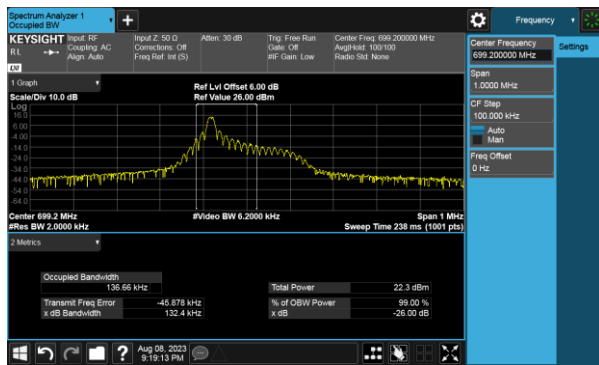 Spectrum Analyzer 1
Occupied BW
Frequency
KEYSIGHT
RL
LXI
Input: RF
Coupling: AC
Align: Auto
Input Z: 50 Ω
Corrections: Off
Freq Ref: Int (S)
Atten: 30 dB
Trig: Free Run
Gate: Off
#IF Gain: Low
Center Freq: 699.200000 MHz
Avg|Hold: 100/100
Radio Std: None
Center Frequency
699.200000 MHz
Settings
Span
1.0000 MHz
CF Step
100.000 kHz
Auto
Man
Freq Offset
0 Hz
1 Graph
Scale/Div 10.0 dB
Ref Lvl Offset 6.00 dB
Ref Value 26.00 dBm
Log
16.0
6.00
-4.00
-14.0
-24.0
-34.0
-44.0
-54.0
-64.0
Center 699.2 MHz
#Res BW 2.0000 kHz
#Video BW 6.2000 kHz
Span 1 MHz
Sweep Time 238 ms (1001 pts)
2 Metrics
Occupied Bandwidth
136.66 kHz
Total Power 22.3 dBm
Transmit Freq Error -45.878 kHz
% of OBW Power 99.00 %
x dB Bandwidth 132.4 kHz
x dB -26.00 dB
?
Aug 08, 2023
9:19:13 PM